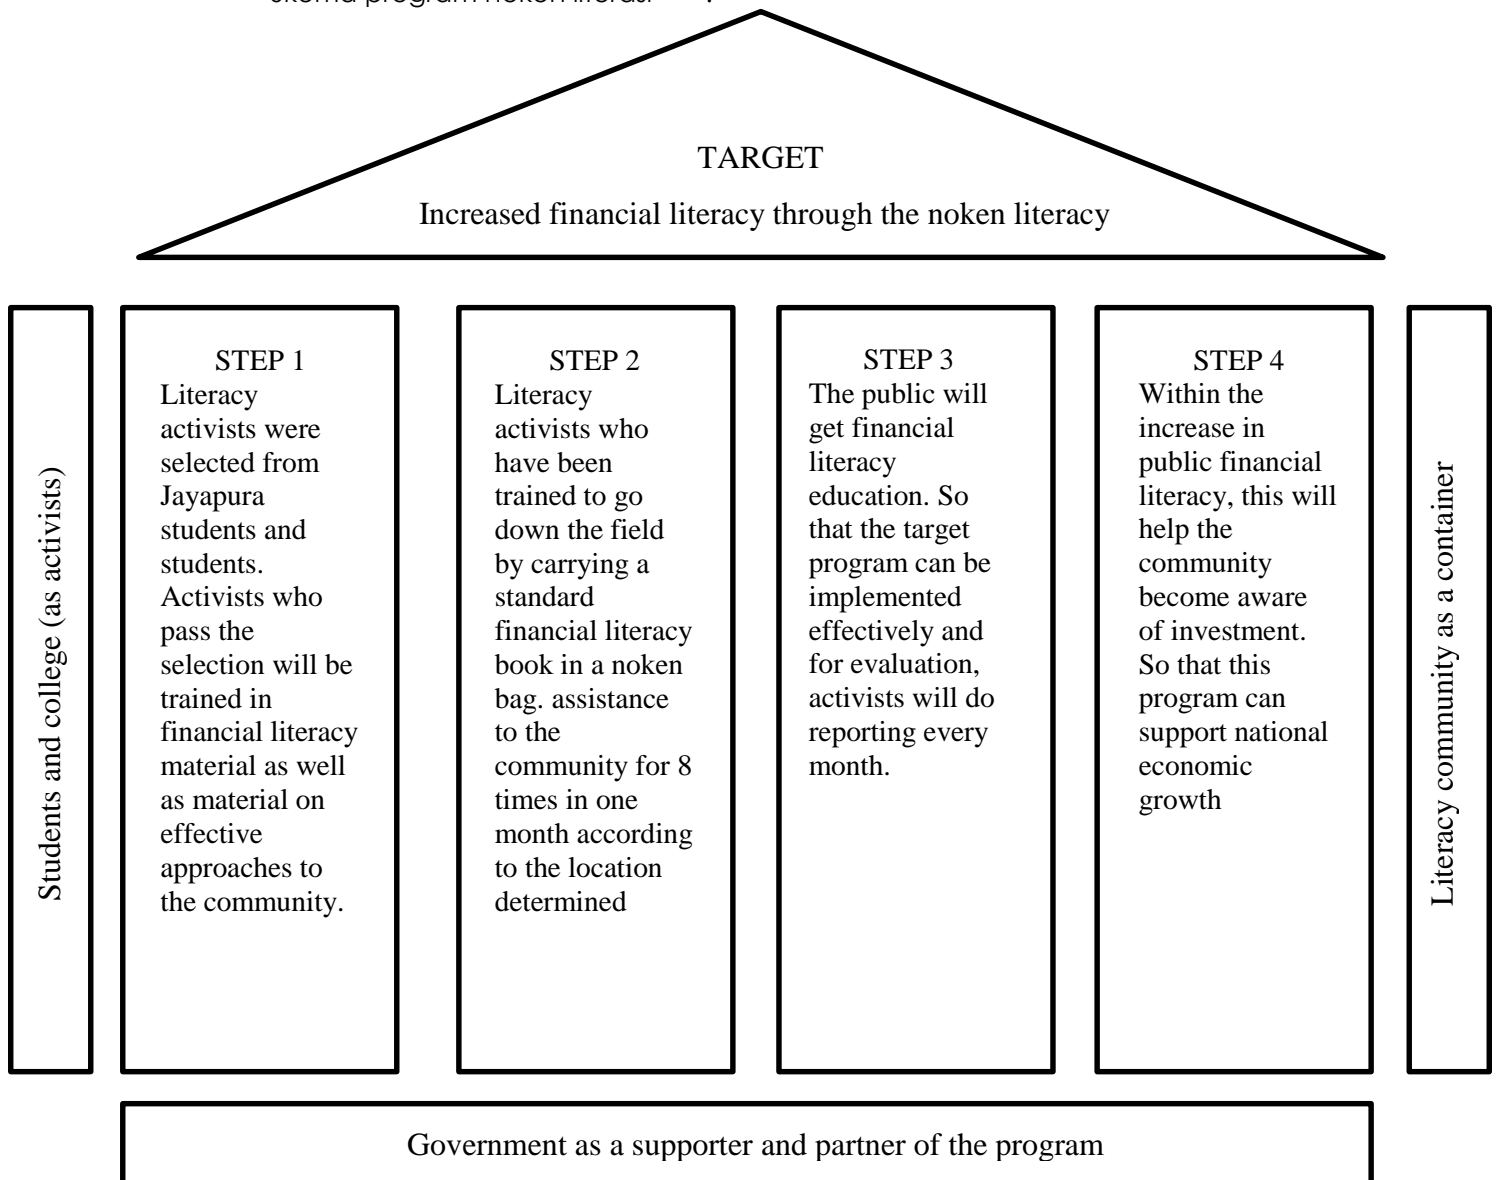 skema program noken literasi
TARGET
Increased financial literacy through the noken literacy
Students and college (as activists)
STEP 1
Literacy
activists were
selected from
Jayapura
students and
students.
Activists who
pass the
selection will be
trained in
financial literacy
material as well
as material on
effective
approaches to
the community.
STEP 2
Literacy
activists who
have been
trained to go
down the field
by carrying a
standard
financial literacy
book in a noken
bag. assistance
to the
community for 8
times in one
month according
to the location
determined
STEP 3
The public will
get financial
literacy
education. So
that the target
program can be
implemented
effectively and
for evaluation,
activists will do
reporting every
month.
STEP 4
Within the
increase in
public financial
literacy, this will
help the
community
become aware
of investment.
So that this
program can
support national
economic
growth
Literacy community as a container
Government as a supporter and partner of the program